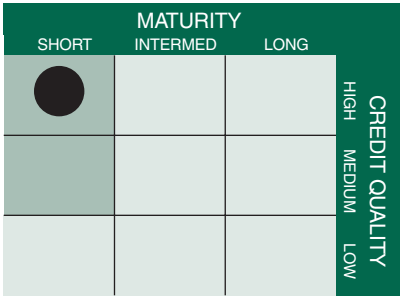 MATURITY
SHORT INTERMED LONG
HIGH
MEDIUM
LOW
CREDIT QUALITY